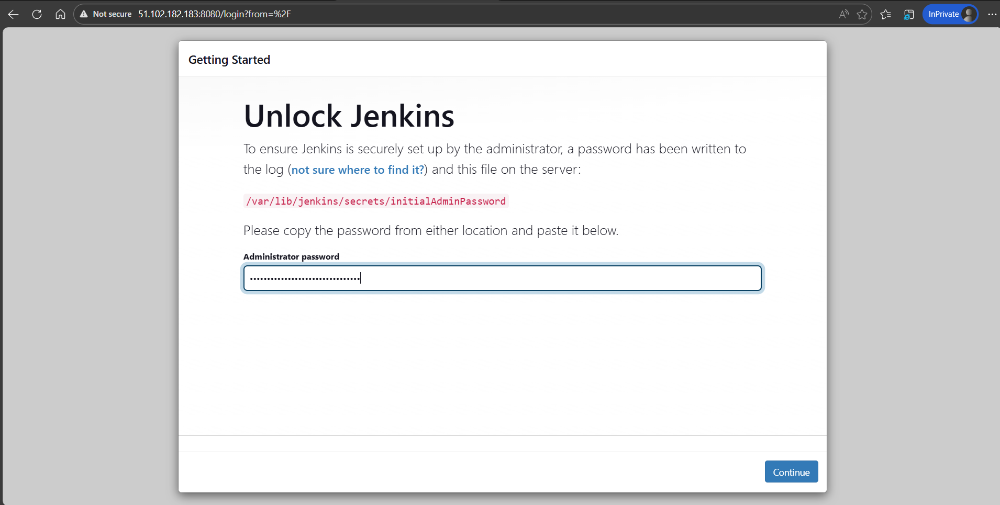 Not secure 51.102.182.183:8080/login?from=%2F
InPrivate
Getting Started
Unlock Jenkins
To ensure Jenkins is securely set up by the administrator, a password has been written to
the log (not sure where to find it?) and this file on the server:
/var/lib/jenkins/secrets/initialAdminPassword
Please copy the password from either location and paste it below.
Administrator password
Continue